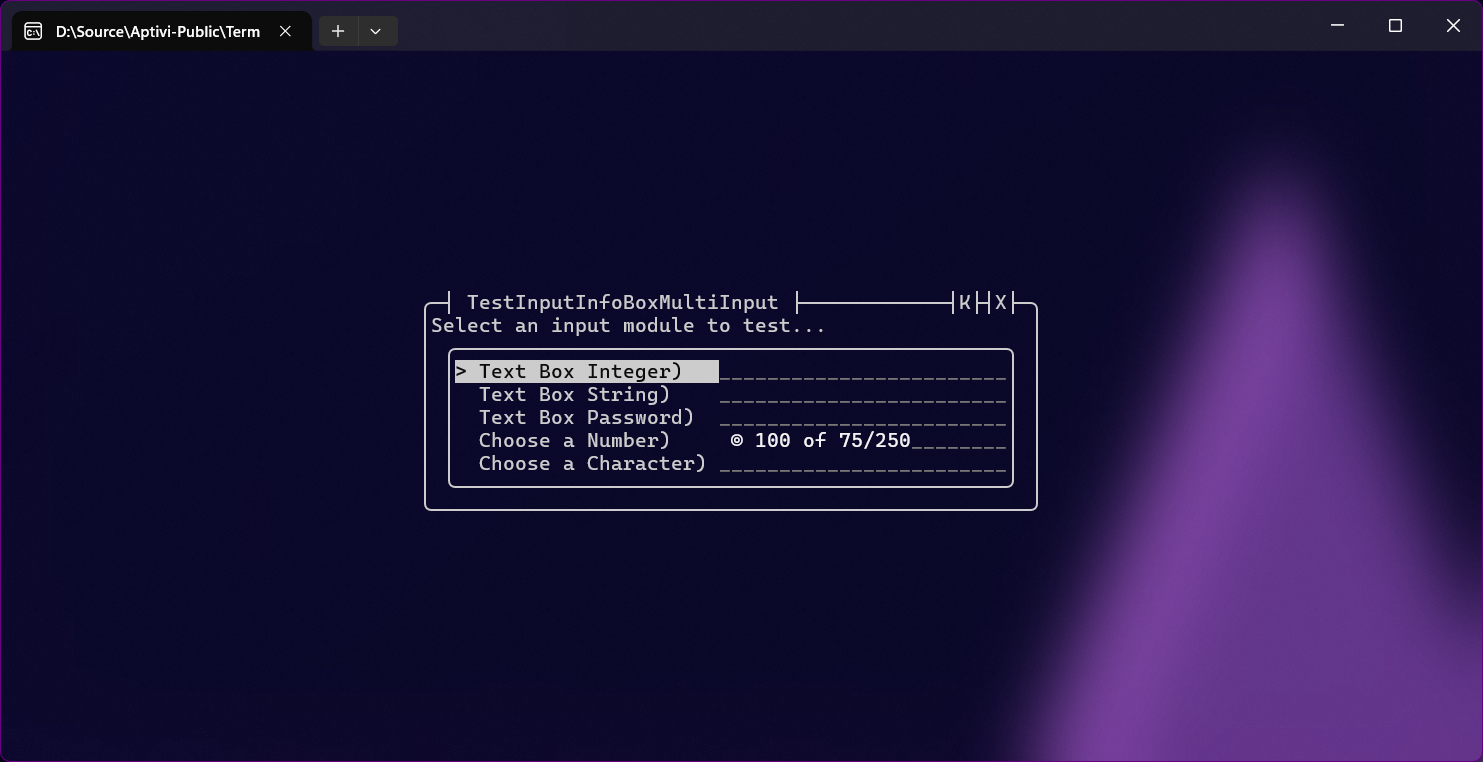 D:\Source\Aptivi-Public\Term
TestInputInfoBoxMultiInput K X
Select an input module to test...
> Text Box Integer) ________________________
Text Box String) ________________________
Text Box Password) ________________________
Choose a Number) ◎ 100 of 75/250________
Choose a Character) ________________________